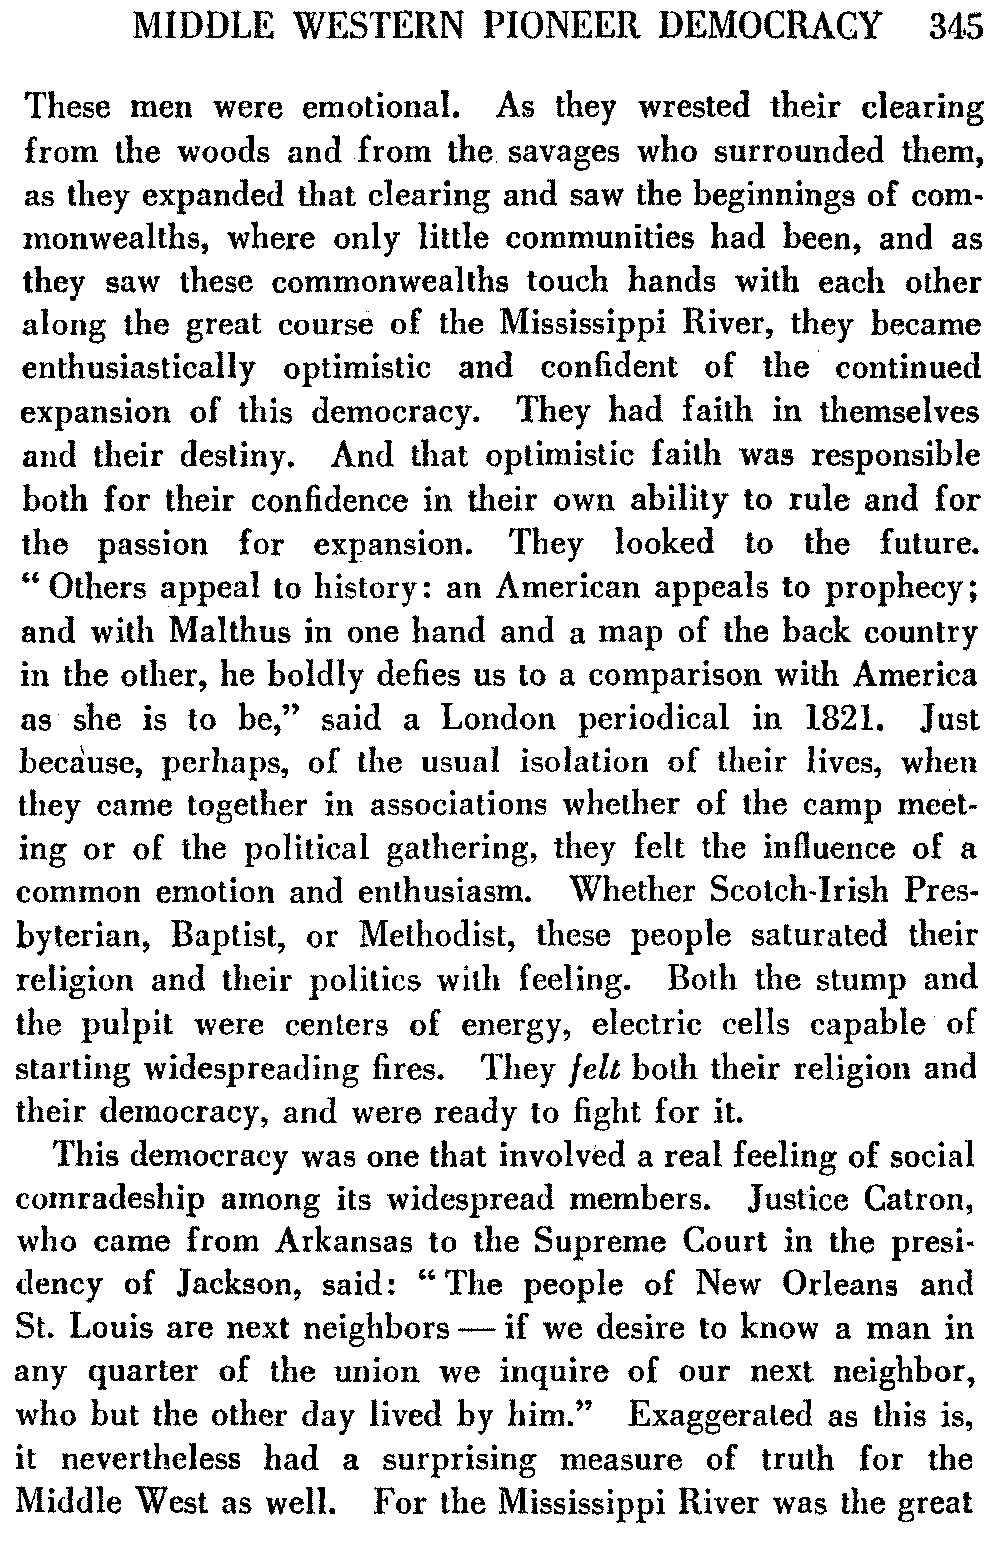 MIDDLE WESTERN PIONEER DEMOCRACY 345
These men were emotional. As they wrested their clearing
from the woods and from the savages who surrounded them,
as they expanded that clearing and saw the beginnings of com-
monwealths, where only little communities had been, and as
they saw these commonwealths touch hands with each other
along the great course of the Mississippi River, they became
enthusiastically optimistic and confident of the continued
expansion of this democracy. They had faith in themselves
and their destiny. And that optimistic faith was responsible
both for their confidence in their own ability to rule and for
the passion for expansion. They looked to the future.
“Others appeal to history: an American appeals to prophecy;
and with Malthus in one hand and a map of the back country
in the other, he boldly defies us to a comparison with America
as she is to be,” said a London periodical in 1821. Just
because, perhaps, of the usual isolation of their lives, when
they came together in associations whether of the camp meet-
ing or of the political gathering, they felt the influence of a
common emotion and enthusiasm. Whether Scotch-Irish Pres-
byterian, Baptist, or Methodist, these people saturated their
religion and their politics with feeling. Both the stump and
the pulpit were centers of energy, electric cells capable of
starting widespreading fires. They felt both their religion and
their democracy, and were ready to fight for it.
This democracy was one that involved a real feeling of social
comradeship among its widespread members. Justice Catron,
who came from Arkansas to the Supreme Court in the presi-
dency of Jackson, said: “The people of New Orleans and
St. Louis are next neighbors — if we desire to know a man in
any quarter of the union we inquire of our next neighbor,
who but the other day lived by him.” Exaggerated as this is,
it nevertheless had a surprising measure of truth for the
Middle West as well. For the Mississippi River was the great